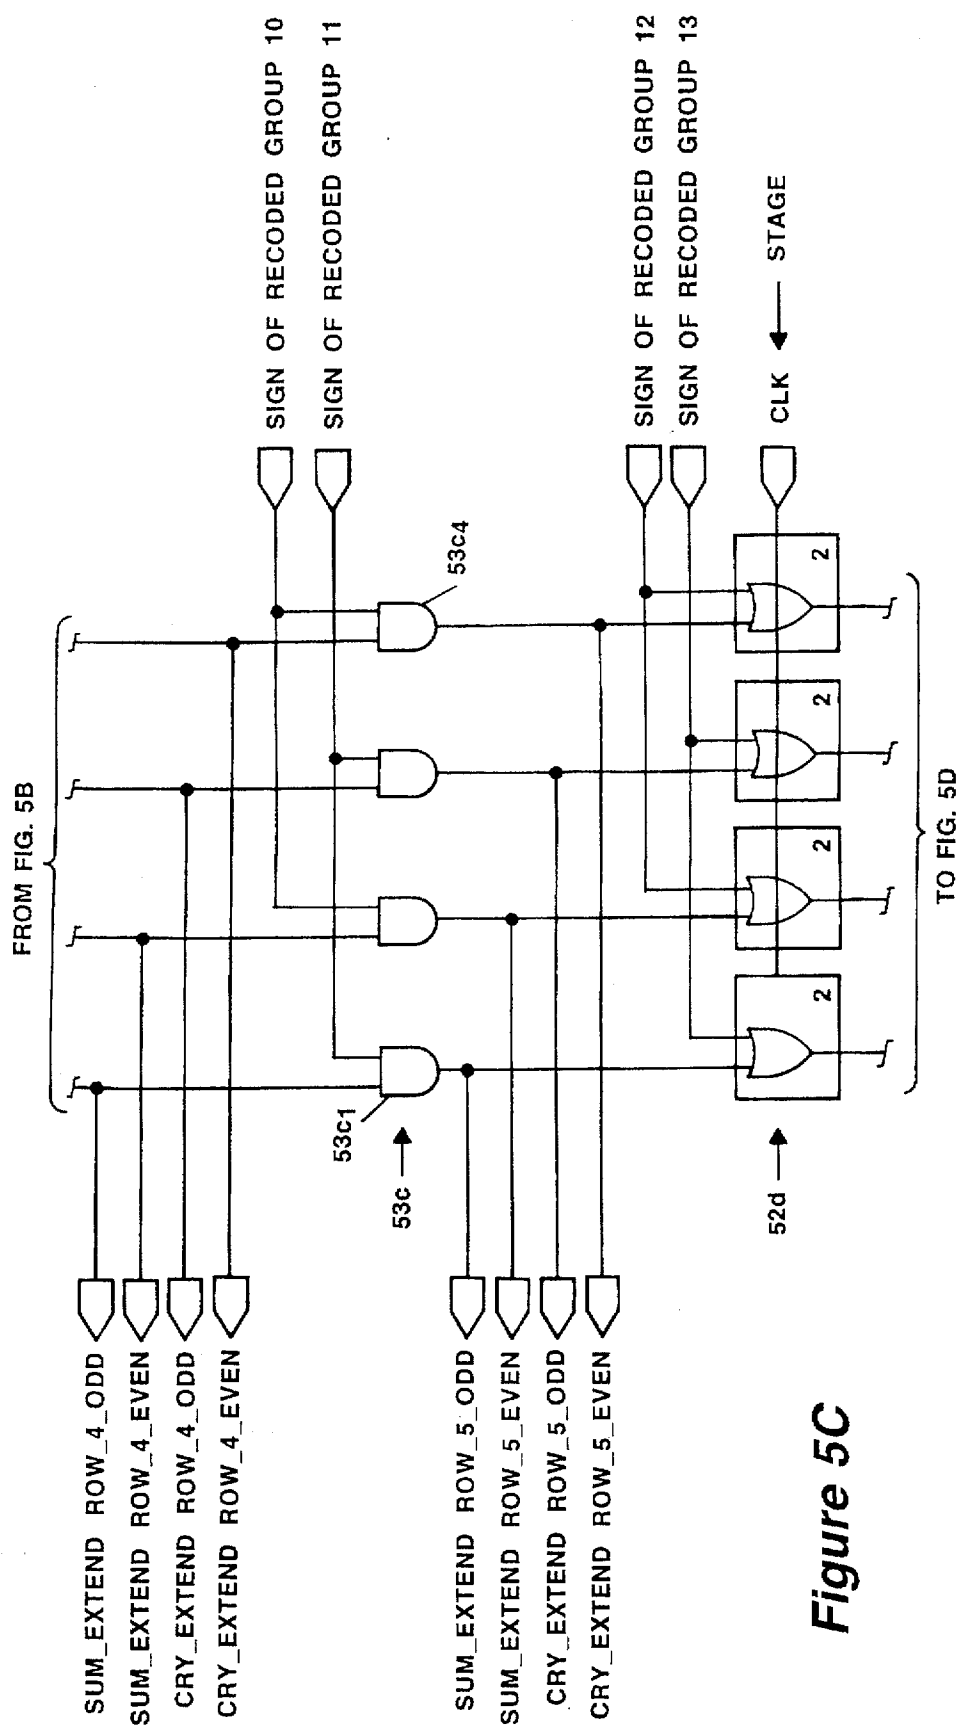 FROM FIG. 5B
SIGN OF RECODED GROUP 10
SIGN OF RECODED GROUP 11
SUM_EXTEND ROW_4_ODD
SUM_EXTEND ROW_4_EVEN
CRY_EXTEND ROW_4_ODD
CRY_EXTEND ROW_4_EVEN
53c1
53c4
53c
SUM_EXTEND ROW_5_ODD
SUM_EXTEND ROW_5_EVEN
CRY_EXTEND ROW_5_ODD
CRY_EXTEND ROW_5_EVEN
SIGN OF RECODED GROUP 12
SIGN OF RECODED GROUP 13
52d
CLK
STAGE
2
2
2
2
TO FIG. 5D
Figure 5C